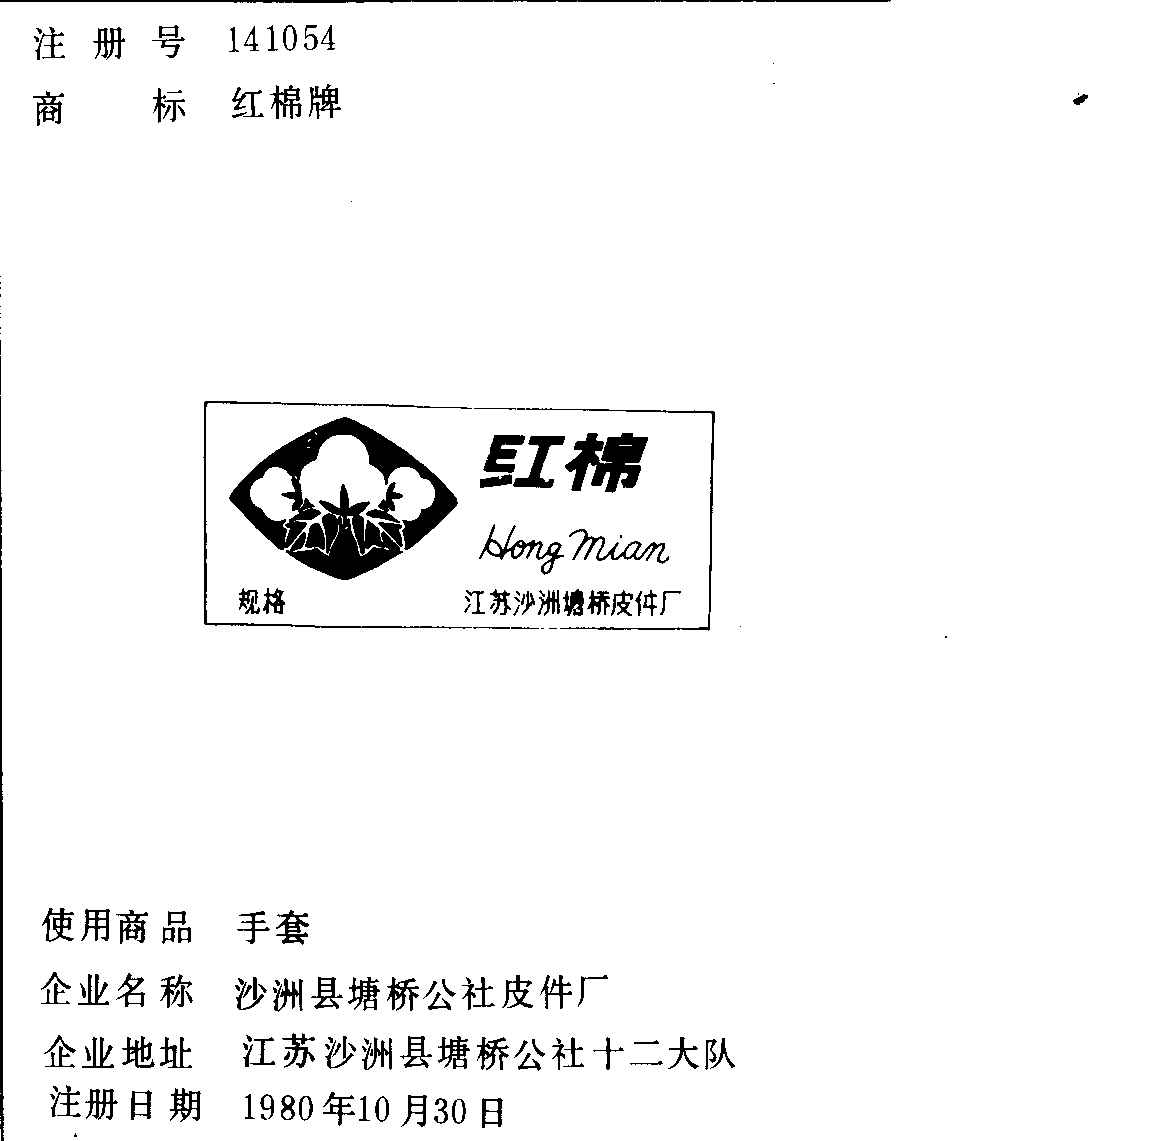 注册号 141054
商标 红棉牌
红棉
Hong Mian
规格 江苏沙洲塘桥皮件厂
使用商品 手套
企业名称 沙洲县塘桥公社皮件厂
企业地址 江苏沙洲县塘桥公社十二大队
注册日期 1980年10月30日